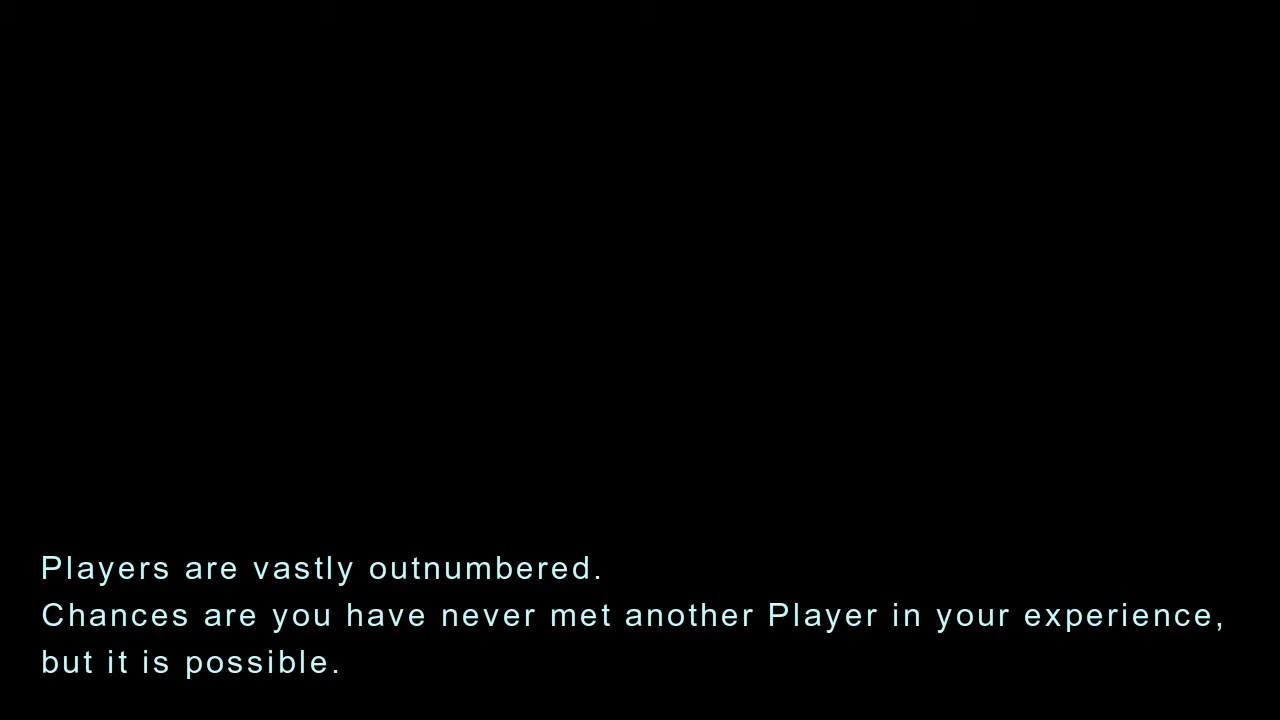 Players are vastly outnumbered.
Chances are you have never met another Player in your experience,
but it is possible.